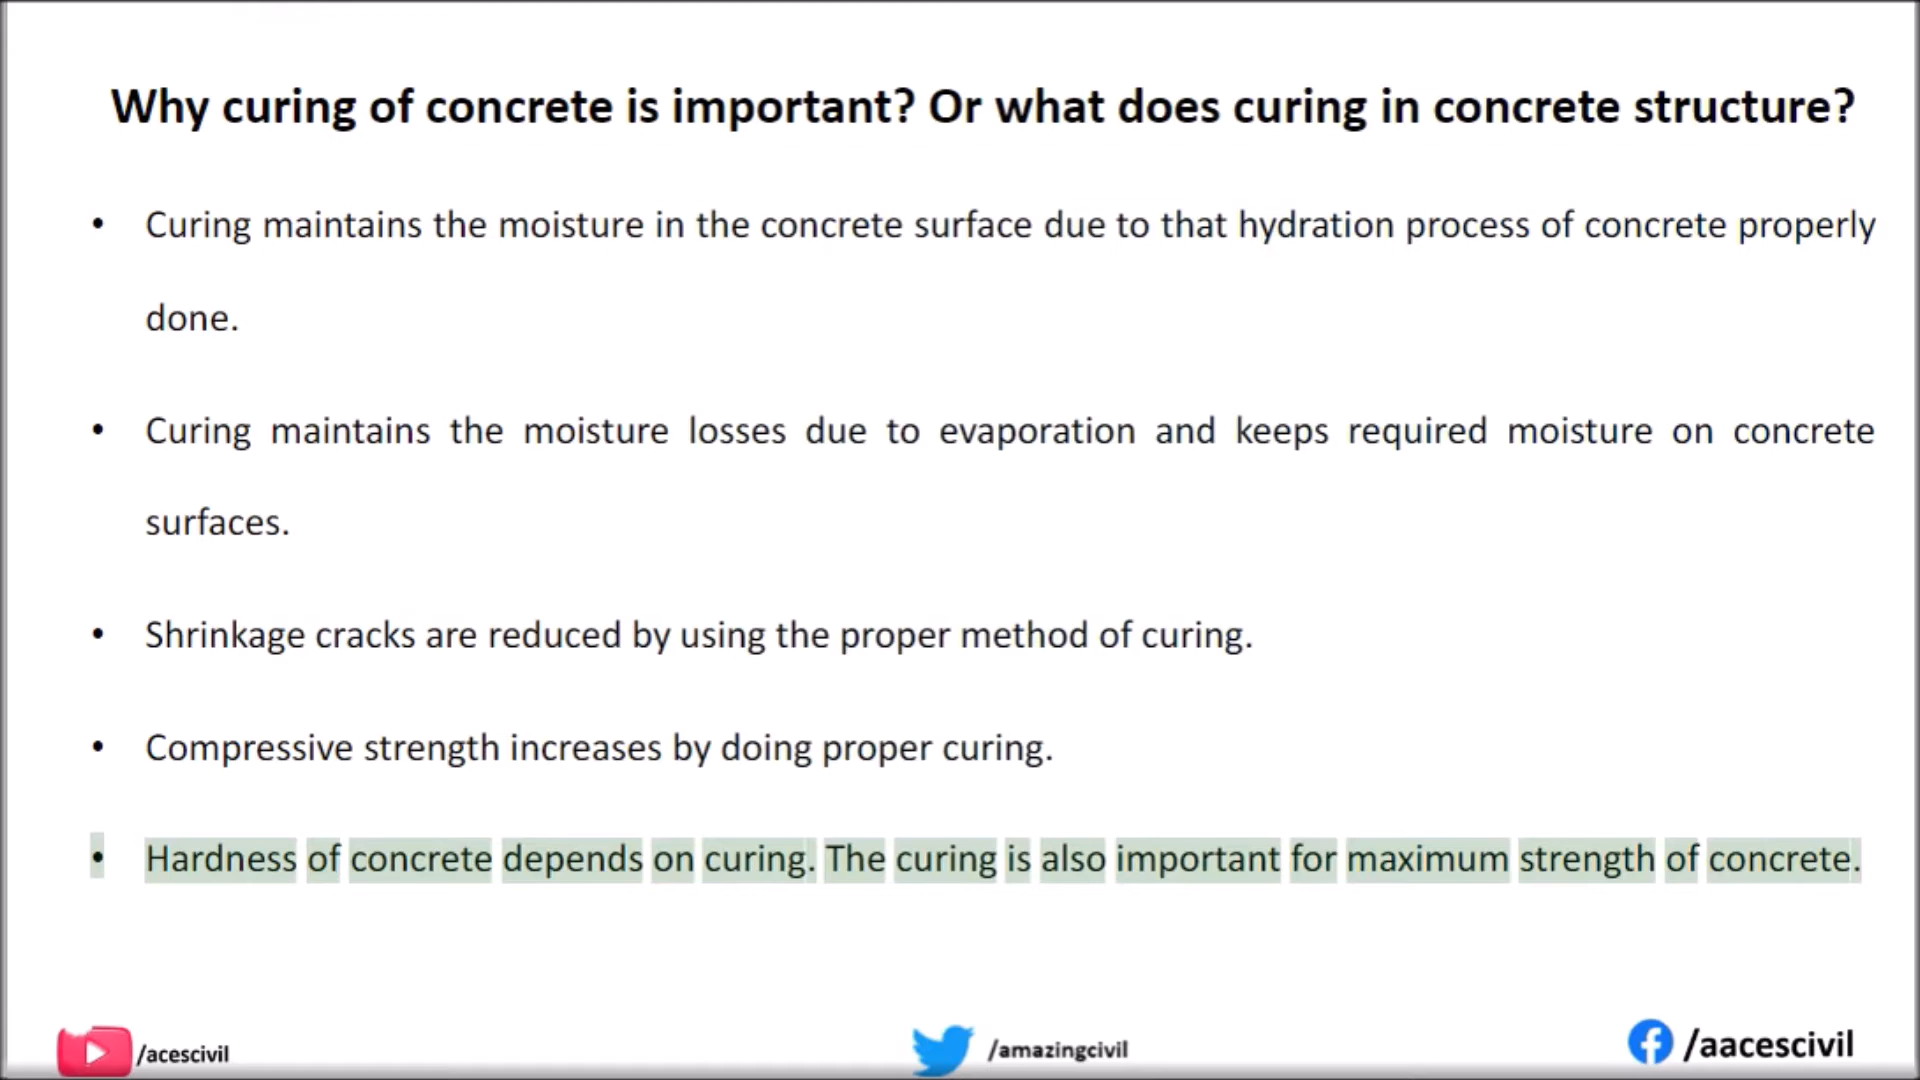 Why curing of concrete is important? Or what does curing in concrete structure?
• Curing maintains the moisture in the concrete surface due to that hydration process of concrete properly
done.
• Curing maintains the moisture losses due to evaporation and keeps required moisture on concrete
surfaces.
• Shrinkage cracks are reduced by using the proper method of curing.
• Compressive strength increases by doing proper curing.
• Hardness of concrete depends on curing. The curing is also important for maximum strength of concrete.
/acescivil /amazingcivil /aacescivil